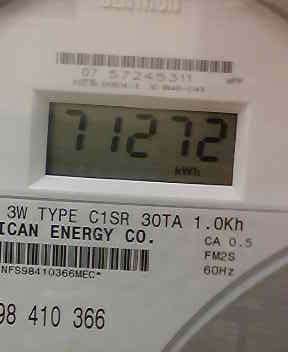 07 57245311
71272
kWh
3W TYPE C1SR 30TA 1.0Kh
ICAN ENERGY CO.
CA 0.5
FM2S
60Hz
NFS98410366MEC*
98 410 366